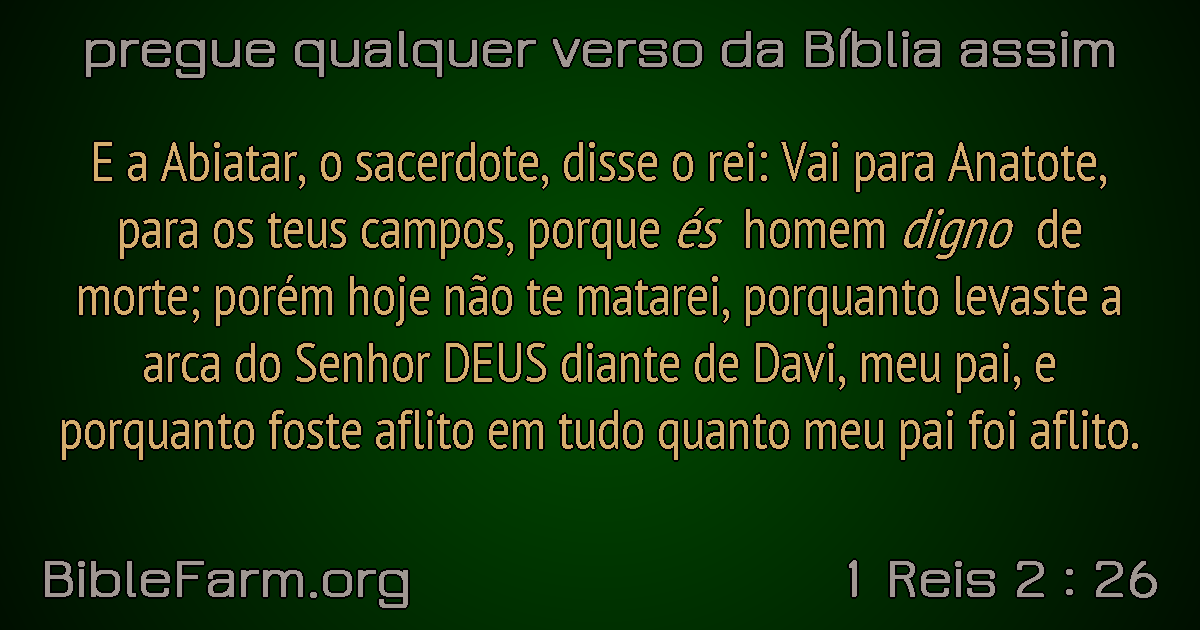 pregue qualquer verso da Bíblia assim
E a Abiatar, o sacerdote, disse o rei: Vai para Anatote,
para os teus campos, porque és homem digno de
morte; porém hoje não te matarei, porquanto levaste a
arca do Senhor DEUS diante de Davi, meu pai, e
porquanto foste aflito em tudo quanto meu pai foi aflito.
BibleFarm.org
1 Reis 2 : 26